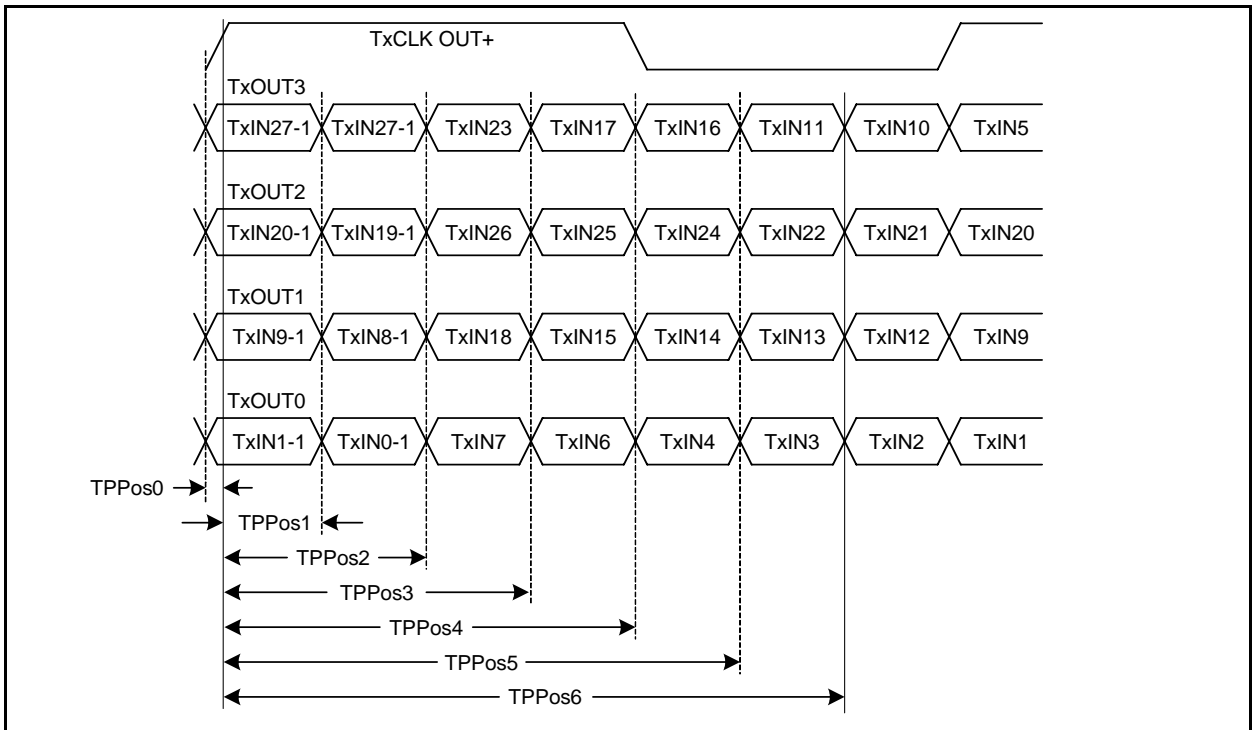 TxCLK OUT+
TxOUT3
TxIN27-1 TxIN27-1 TxIN23 TxIN17 TxIN16 TxIN11 TxIN10 TxIN5
TxOUT2
TxIN20-1 TxIN19-1 TxIN26 TxIN25 TxIN24 TxIN22 TxIN21 TxIN20
TxOUT1
TxIN9-1 TxIN8-1 TxIN18 TxIN15 TxIN14 TxIN13 TxIN12 TxIN9
TxOUT0
TxIN1-1 TxIN0-1 TxIN7 TxIN6 TxIN4 TxIN3 TxIN2 TxIN1
TPPos0
TPPos1
TPPos2
TPPos3
TPPos4
TPPos5
TPPos6